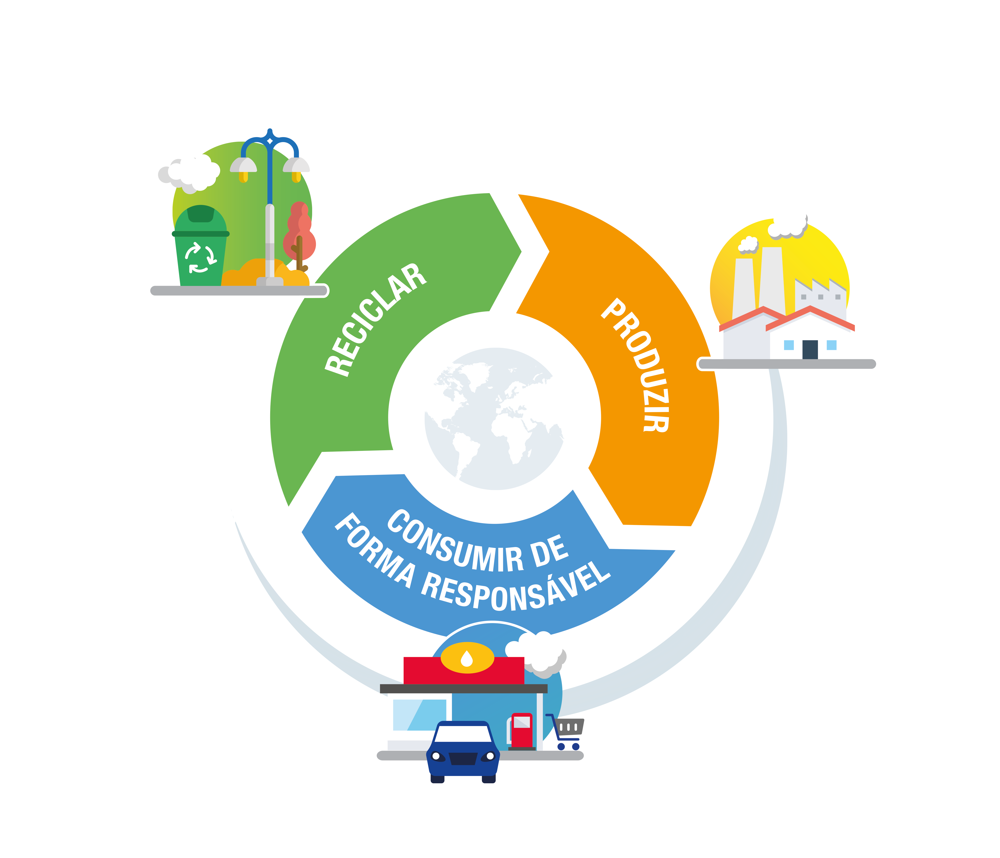 RECICLAR
PRODUZIR
CONSUMIR DE
FORMA RESPONSÁVEL